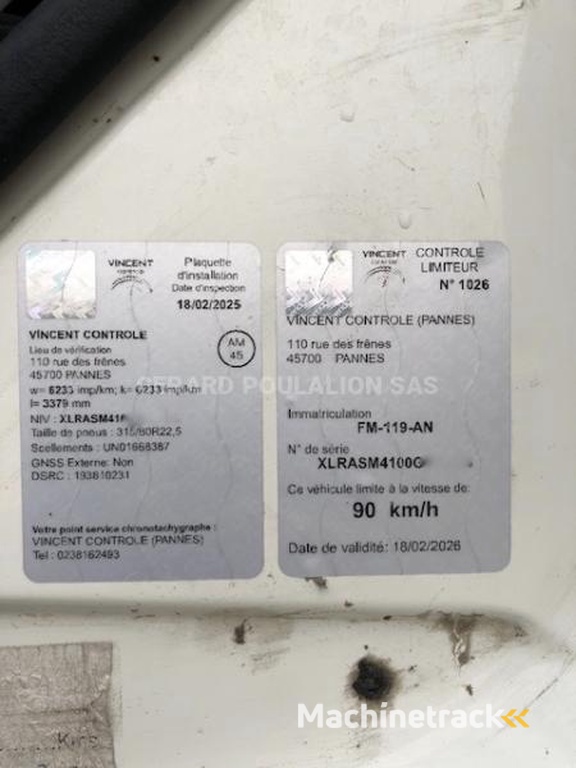 VINCENT
Plaquette
d'installation
Date d'inspection
18/02/2025
VINCENT CONTROLE
AM
45
Lieu de vérification
110 rue des frênes
45700 PANNES
w= 6233 imp/km; k= 6233 imp/km
l= 3379 mm
NIV : XLRASM41
Taille de pneus : 315/80R22,5
Scellements : UN01668387
GNSS Externe: Non
DSRC : 193810231
Votre point service chronotachygraphe :
VINCENT CONTROLE (PANNES)
Tel : 0238162493
VINCENT
CONTROLE
LIMITEUR
N° 1026
VINCENT CONTROLE (PANNES)
110 rue des frênes
45700 PANNES
GERARD POULALION SAS
Immatriculation
FM-119-AN
N° de série
XLRASM4100G
Ce véhicule limité à la vitesse de:
90 km/h
Date de validité: 18/02/2026
Machinetrack